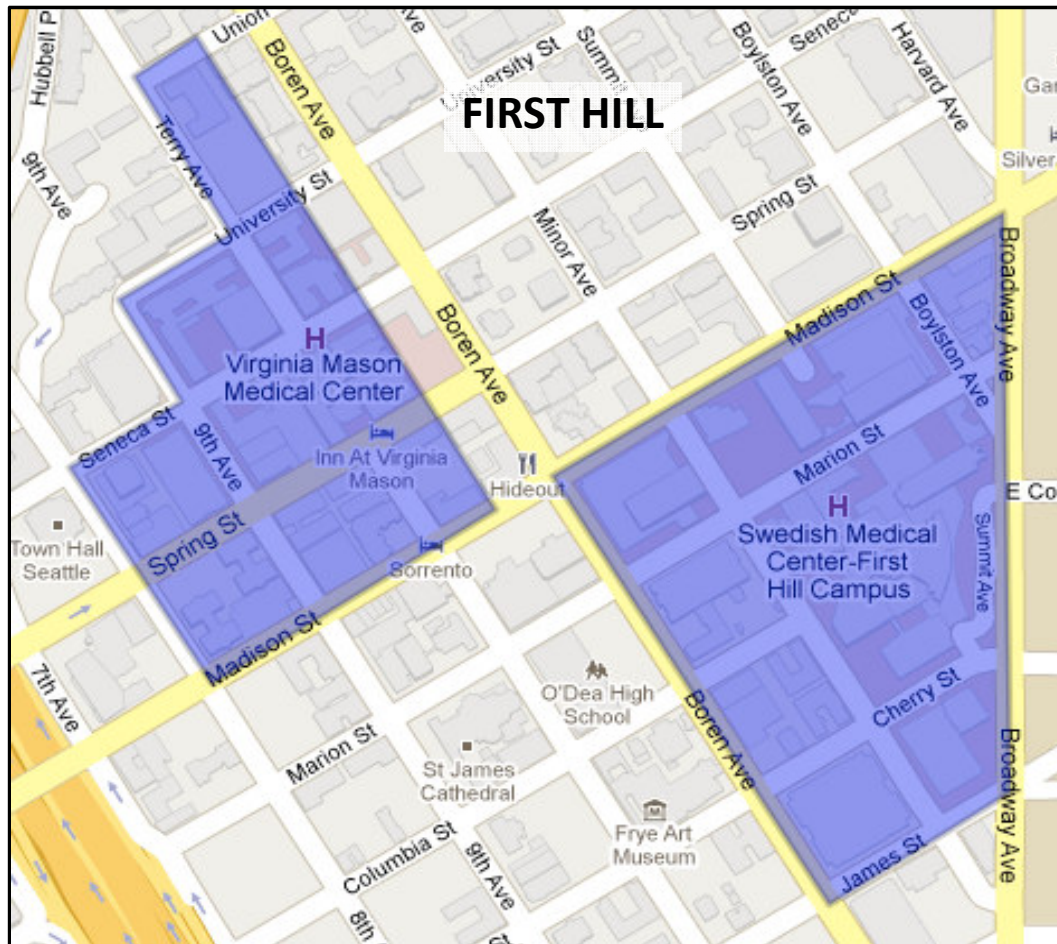 Hubbell P
Union
Boren Ave
Ave
University St
Summit Ave
Boylston Ave
Seneca
Harvard Ave
FIRST HILL
Gar
Silvera
9th Ave
Terry Ave
University St
Minor Ave
Spring St
Broadway Ave
Madison St
Boylston Ave
H
Virginia Mason
Medical Center
Boren Ave
Seneca St
9th Ave
Inn At Virginia
Mason
Hideout
Marion St
H
Swedish Medical
Center-First
Hill Campus
E Co
Summit Ave
Town Hall
Seattle
Spring St
Sorrento
Madison St
7th Ave
O'Dea High
School
Cherry St
Boren Ave
Broadway Ave
Marion St
St James
Cathedral
M
Frye Art
Museum
James St
Columbia St
9th Ave
8th